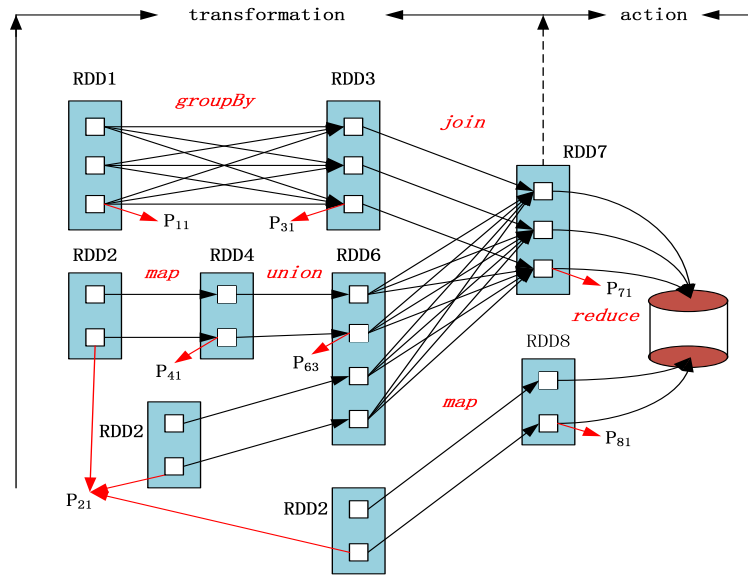 transformation action
RDD1 RDD3
groupBy
join
RDD7
P11 P31
RDD2 map RDD4 union RDD6
P71
reduce
P41 P63 RDD8
map
RDD2
P81
P21 RDD2